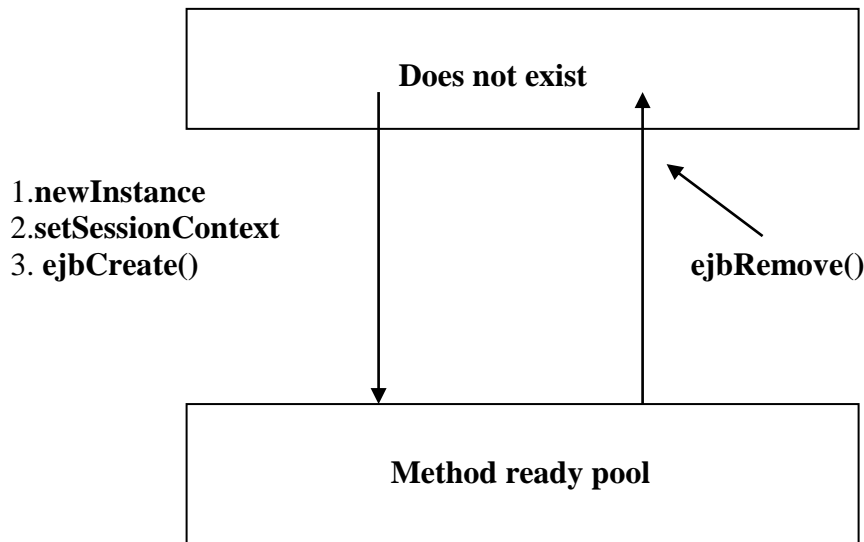 Does not exist
1.newInstance
2.setSessionContext
3. ejbCreate()
ejbRemove()
Method ready pool